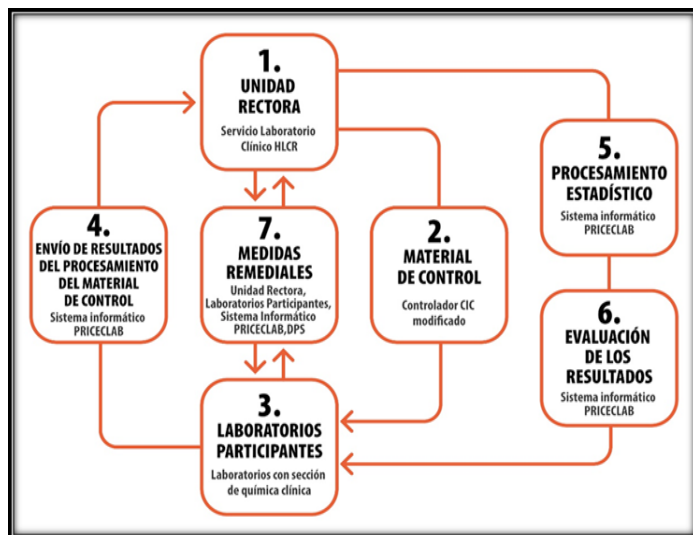 1.
UNIDAD
RECTORA
Servicio Laboratorio
Clínico HLCR
2.
MATERIAL
DE CONTROL
Controlador CIC
modificado
3.
LABORATORIOS
PARTICIPANTES
Laboratorios con sección
de química clínica
4.
ENVÍO DE RESULTADOS
DEL PROCESAMIENTO
DEL MATERIAL
DE CONTROL
Sistema informático
PRICECLAB
5.
PROCESAMIENTO
ESTADÍSTICO
Sistema informático
PRICECLAB
6.
EVALUACIÓN
DE LOS
RESULTADOS
Sistema informático
PRICECLAB
7.
MEDIDAS
REMEDIALES
Unidad Rectora,
Laboratorios Participantes,
Sistema Informático
PRICECLAB,DPS